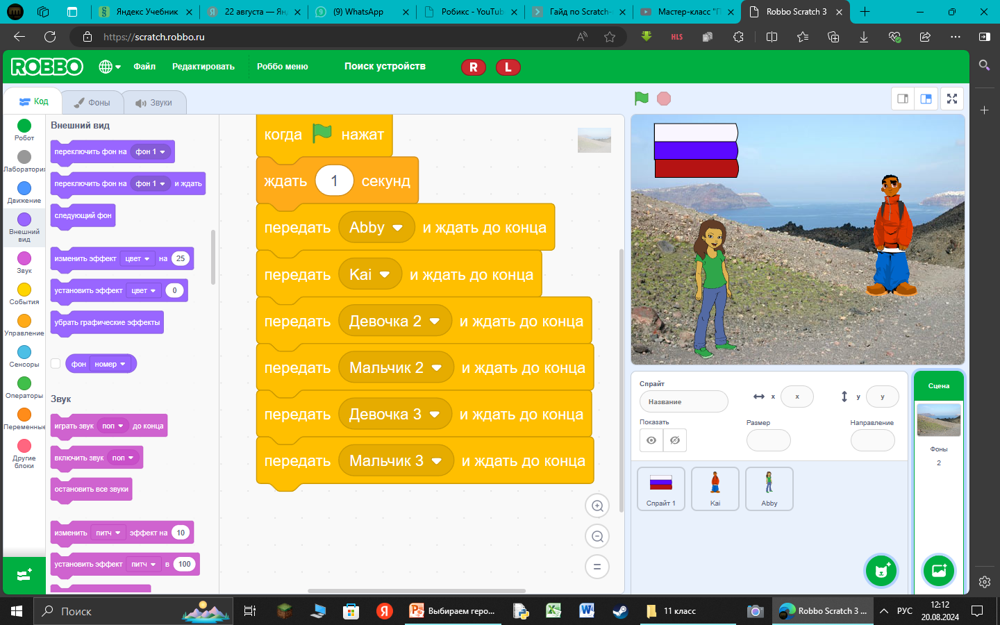 Яндекс Учебник
22 августа — Ян
(9) WhatsApp
Робикс - YouTub
Гайд по Scratch-
Мастер-класс "П
Robbo Scratch 3
https://scratch.robbo.ru
HLS
ROBBO
Файл
Редактировать
Роббо меню
Поиск устройств
R
L
Код
Фоны
Звуки
Робот
Лаборатория
Движение
Внешний
вид
Звук
События
Управление
Сенсоры
Операторы
Переменные
Другие
блоки
Внешний вид
переключить фон на фон 1
переключить фон на фон 1 и ждать
следующий фон
изменить эффект цвет на 25
установить эффект цвет 0
убрать графические эффекты
фон номер
Звук
играть звук поп до конца
включить звук поп
остановить все звуки
изменить питч эффект на 10
установить эффект питч в 100
когда нажат
ждать 1 секунд
передать Abby и ждать до конца
передать Kai и ждать до конца
передать Девочка 2 и ждать до конца
передать Мальчик 2 и ждать до конца
передать Девочка 3 и ждать до конца
передать Мальчик 3 и ждать до конца
Спрайт
Название
x
x
y
y
Показать
Размер
Направление
Спрайт 1
Kai
Abby
Сцена
Фоны
2
Поиск
Выбираем геро...
11 класс
Robbo Scratch 3 ...
РУС
12:12
20.08.2024